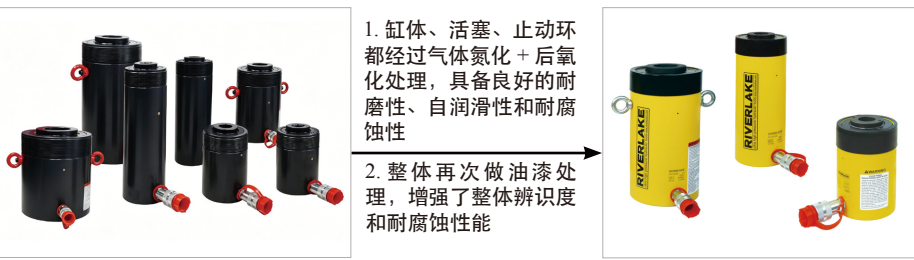 1. 缸体、活塞、止动环
都经过气体氮化 + 后氧
化处理，具备良好的耐
磨性、自润滑性和耐腐
蚀性
2. 整体再次做油漆处
理，增强了整体辨识度
和耐腐蚀性能
RIVERLAKE
RIVERLAKE